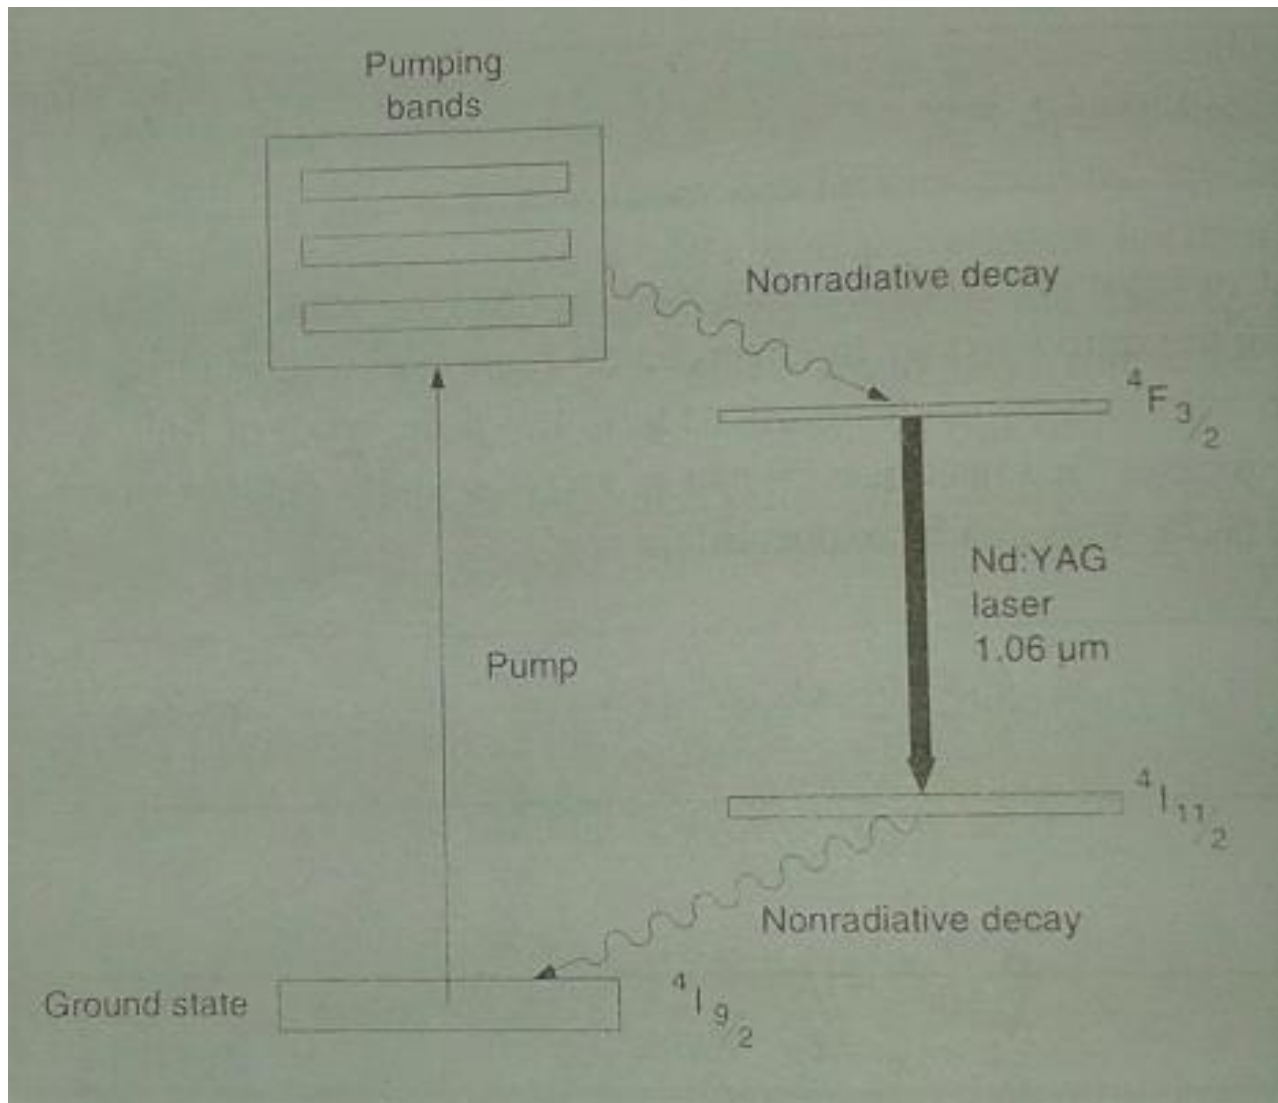 Pumping
bands
Nonradiative decay
⁴F₃/₂
Nd:YAG
laser
1.06 µm
Pump
⁴I₁₁/₂
Nonradiative decay
Ground state
⁴I₉/₂